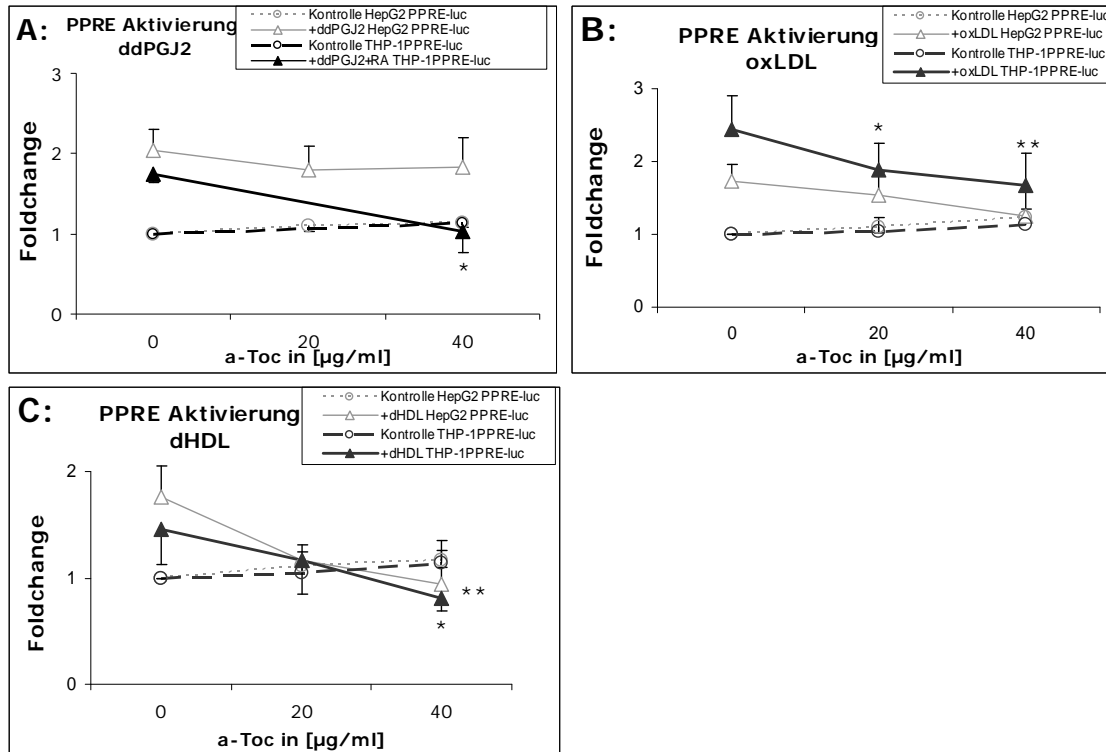 A:
PPRE Aktivierung
ddPGJ2
Kontrolle HepG2 PPRE-luc
+ddPGJ2 HepG2 PPRE-luc
Kontrolle THP-1PPRE-luc
+ddPGJ2+RA THP-1PPRE-luc
3
2
1
0
Foldchange
*
0 20 40
a-Toc in [µg/ml]
B:
PPRE Aktivierung
oxLDL
Kontrolle HepG2 PPRE-luc
+oxLDL HepG2 PPRE-luc
Kontrolle THP-1PPRE-luc
+oxLDL THP-1PPRE-luc
3
2
1
0
Foldchange
*
**
0 20 40
a-Toc in [µg/ml]
C:
PPRE Aktivierung
dHDL
Kontrolle HepG2 PPRE-luc
+dHDL HepG2 PPRE-luc
Kontrolle THP-1PPRE-luc
+dHDL THP-1PPRE-luc
2
1
0
Foldchange
**
*
0 20 40
a-Toc in [µg/ml]